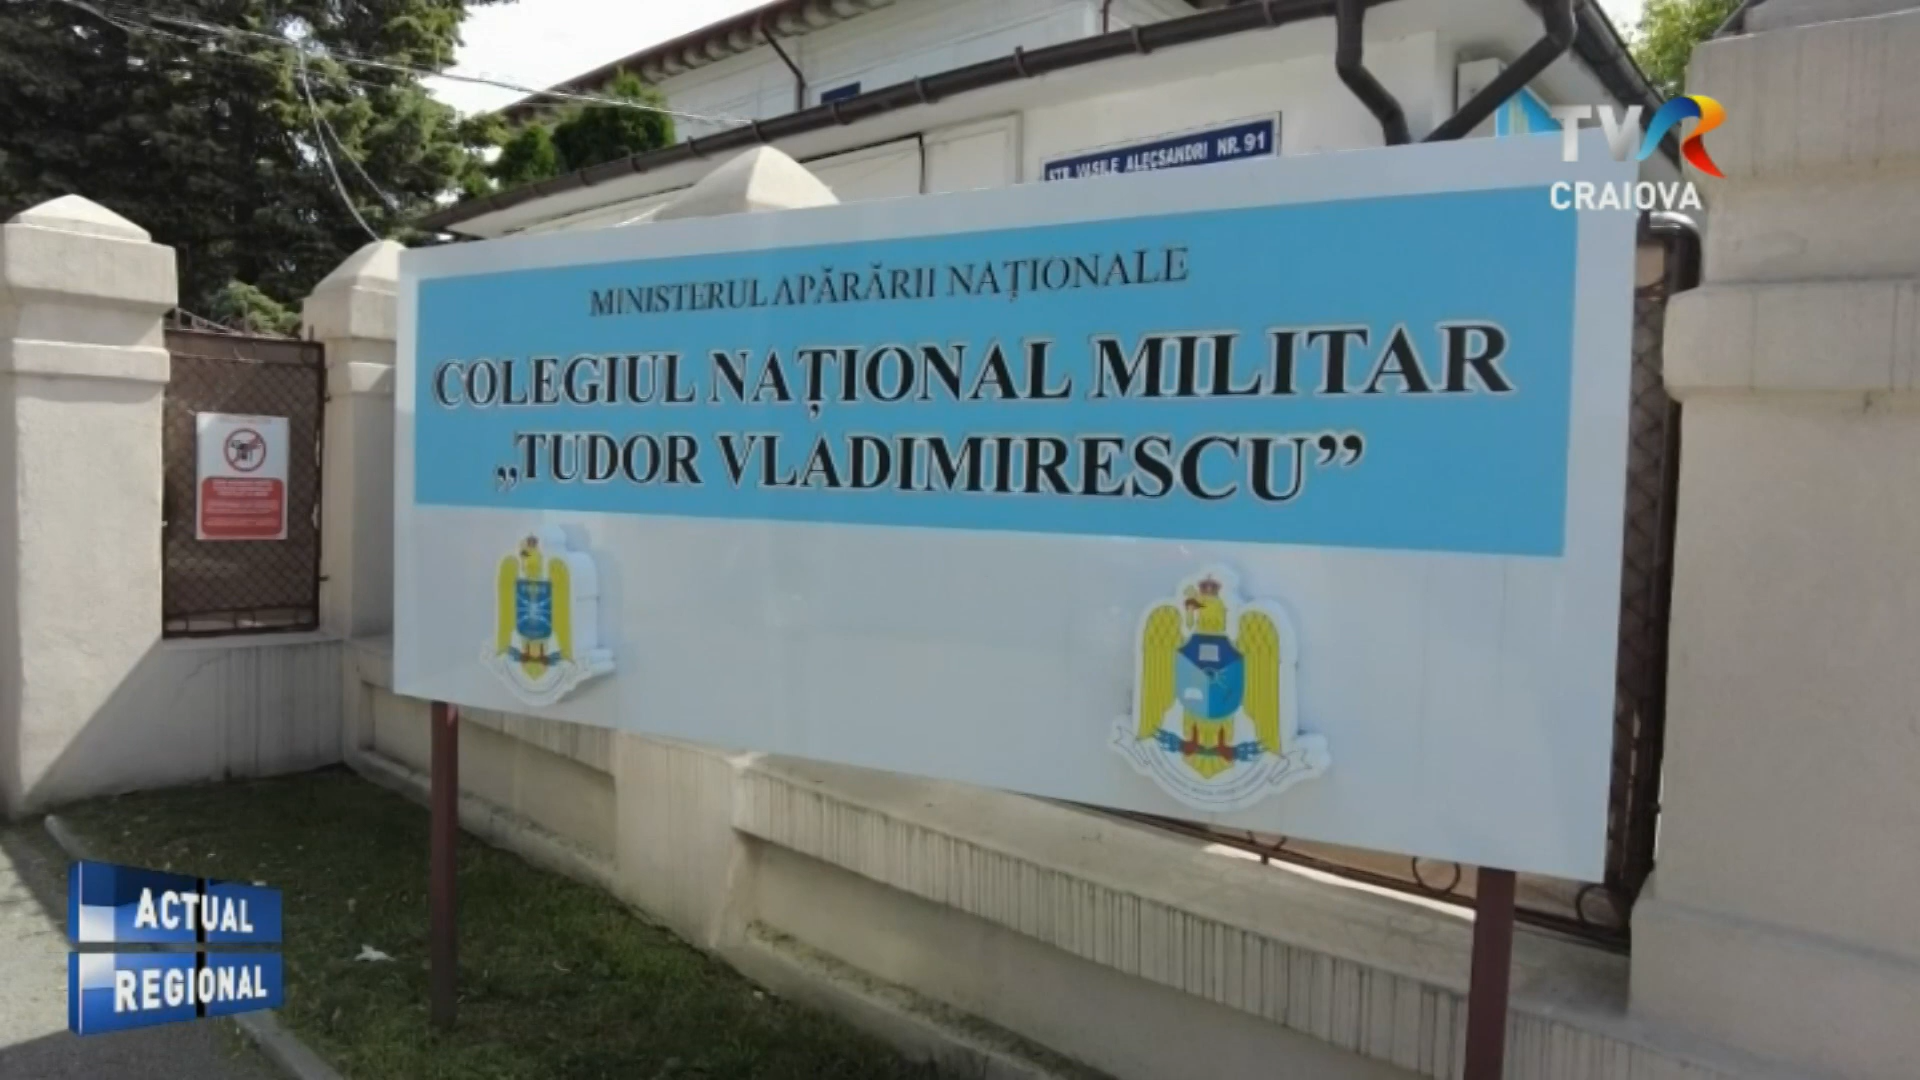 TVR
CRAIOVA
STR. VASILE ALECSANDRI NR. 91
MINISTERUL APĂRĂRII NAȚIONALE
COLEGIUL NAȚIONAL MILITAR
„TUDOR VLADIMIRESCU”
ACTUAL
REGIONAL